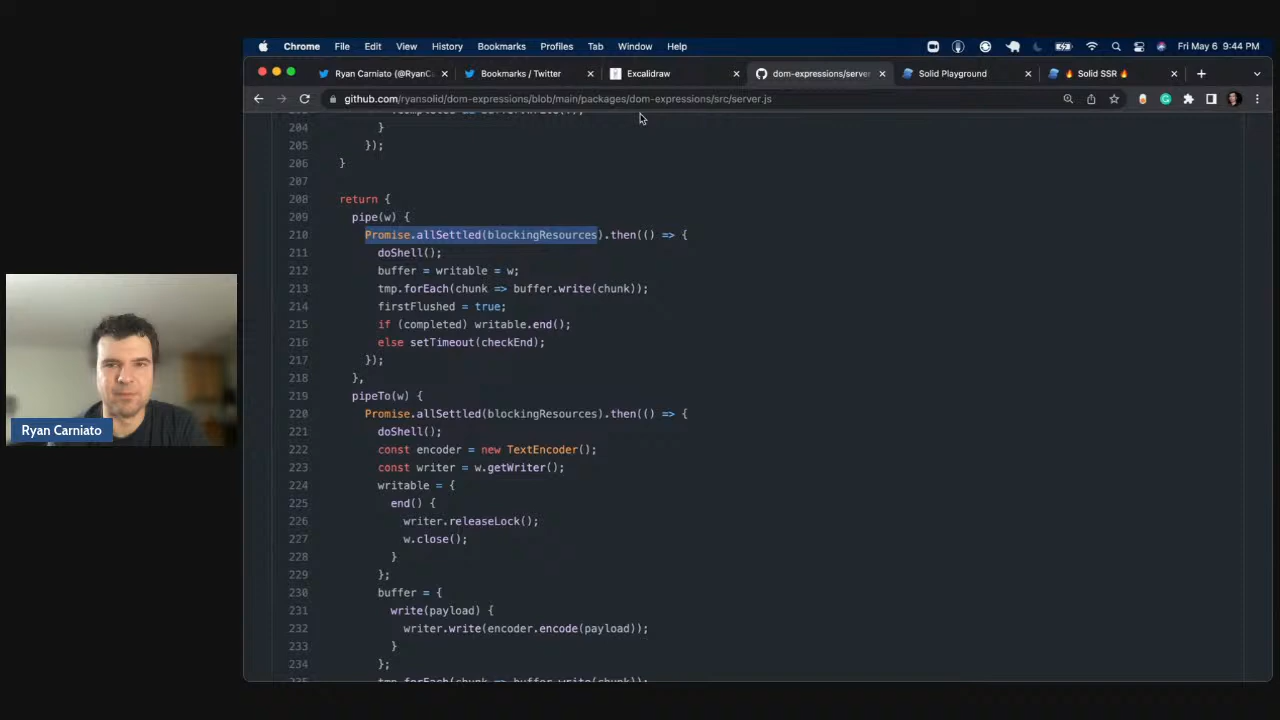 Chrome File Edit View History Bookmarks Profiles Tab Window Help Fri May 6 9:44 PM
Ryan Carniato (@RyanC Bookmarks / Twitter Excalidraw dom-expressions/server Solid Playground 🔥 Solid SSR 🔥
github.com/ryansolid/dom-expressions/blob/main/packages/dom-expressions/src/server.js
204 }
205 });
206 }
207
208 return {
209 pipe(w) {
210 Promise.allSettled(blockingResources).then(() => {
211 doShell();
212 buffer = writable = w;
213 tmp.forEach(chunk => buffer.write(chunk));
214 firstFlushed = true;
215 if (completed) writable.end();
216 else setTimeout(checkEnd);
217 });
218 },
219 pipeTo(w) {
220 Promise.allSettled(blockingResources).then(() => {
221 doShell();
222 const encoder = new TextEncoder();
223 const writer = w.getWriter();
224 writable = {
225 end() {
226 writer.releaseLock();
227 w.close();
228 }
229 };
230 buffer = {
231 write(payload) {
232 writer.write(encoder.encode(payload));
233 }
234 };
tmp.forEach(chunk => buffer.write(chunk));
Ryan Carniato